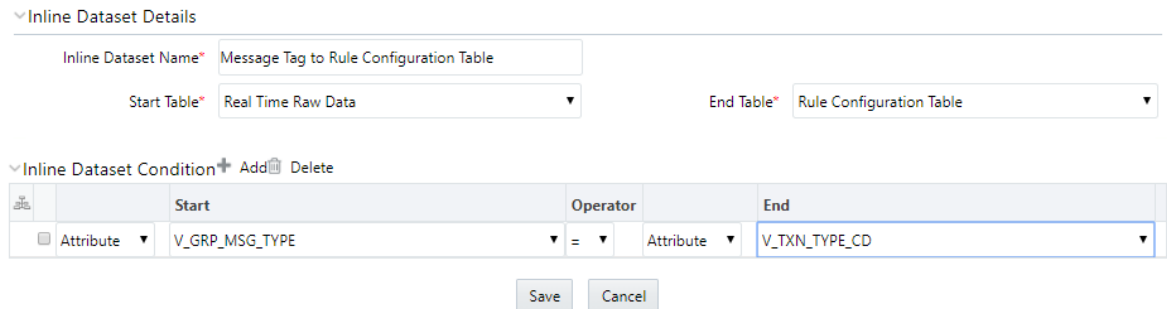 Inline Dataset Details
Inline Dataset Name* Message Tag to Rule Configuration Table
Start Table* Real Time Raw Data End Table* Rule Configuration Table
Inline Dataset Condition Add Delete
Start Operator End
Attribute V_GRP_MSG_TYPE = Attribute V_TXN_TYPE_CD
Save Cancel